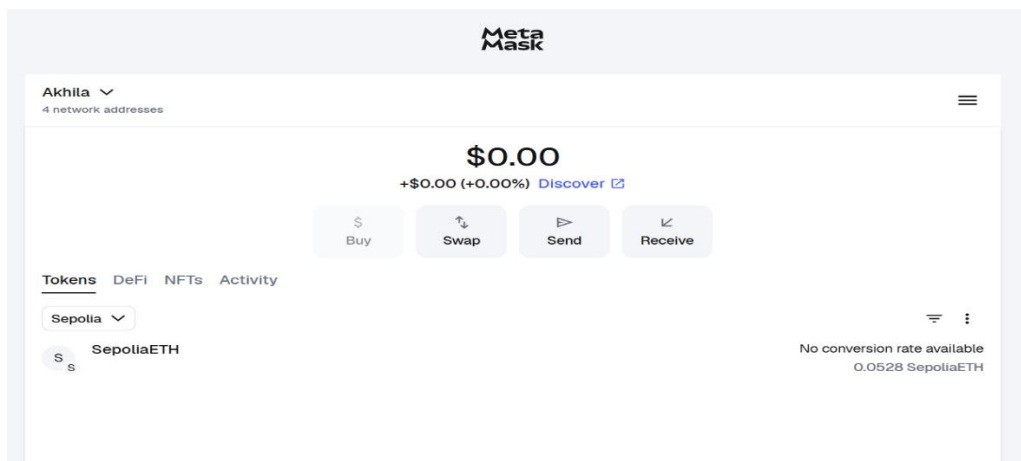 Meta
Mask
Akhila
4 network addresses
$0.00
+$0.00 (+0.00%) Discover
$
Buy Swap Send Receive
Tokens DeFi NFTs Activity
Sepolia
S S SepoliaETH No conversion rate available
0.0528 SepoliaETH